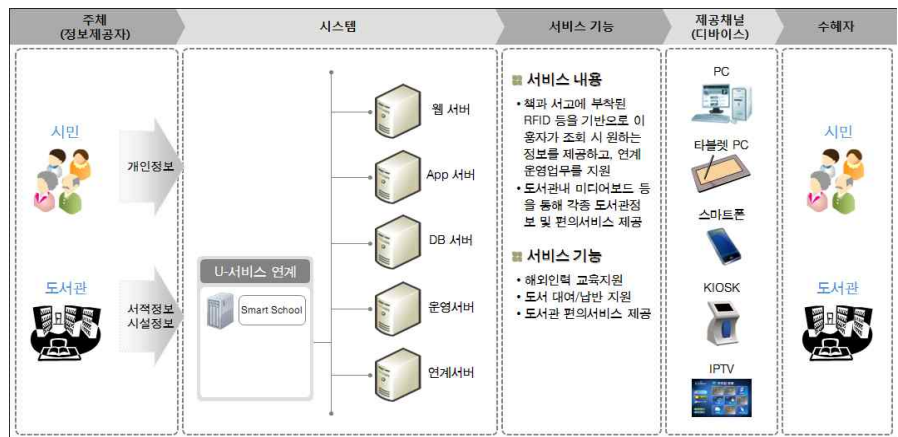 주체
(정보제공자)
시스템
서비스 기능
제공채널
(디바이스)
수혜자
시민
개인정보
도서관
서적정보
시설정보
U-서비스 연계
Smart School
웹 서버
App 서버
DB 서버
운영서버
연계서버
서비스 내용
• 책과 서고에 부착된
RFID 등을 기반으로 이
용자가 조회 시 원하는
정보를 제공하고, 연계
운영업무를 지원
• 도서관내 미디어보드 등
을 통해 각종 도서관정
보 및 편의서비스 제공
서비스 기능
• 해외인력 교육지원
• 도서 대여/납반 지원
• 도서관 편의서비스 제공
PC
타블렛 PC
스마트폰
KIOSK
IPTV
시민
도서관